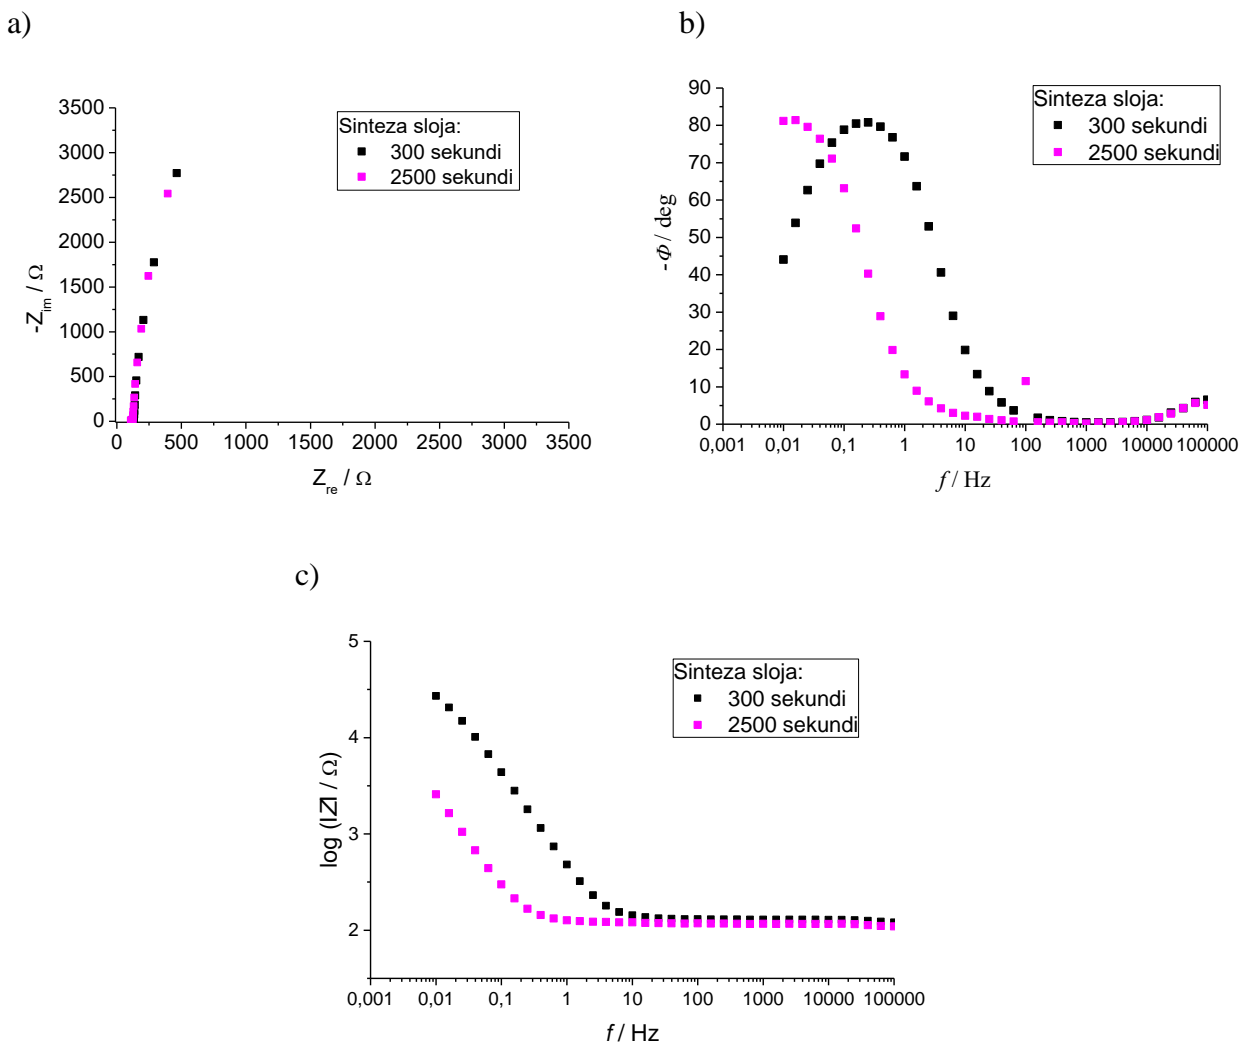 a)
3500
3000
2500
2000
1500
1000
500
0
-Z_im / Ω
0 500 1000 1500 2000 2500 3000 3500
Z_re / Ω
Sinteza sloja:
300 sekundi
2500 sekundi
b)
90
80
70
60
50
40
30
20
10
0
-Φ / deg
0,001 0,01 0,1 1 10 100 1000 10000 100000
f / Hz
Sinteza sloja:
300 sekundi
2500 sekundi
c)
5
4
3
2
log (|Z| / Ω)
0,001 0,01 0,1 1 10 100 1000 10000 100000
f / Hz
Sinteza sloja:
300 sekundi
2500 sekundi